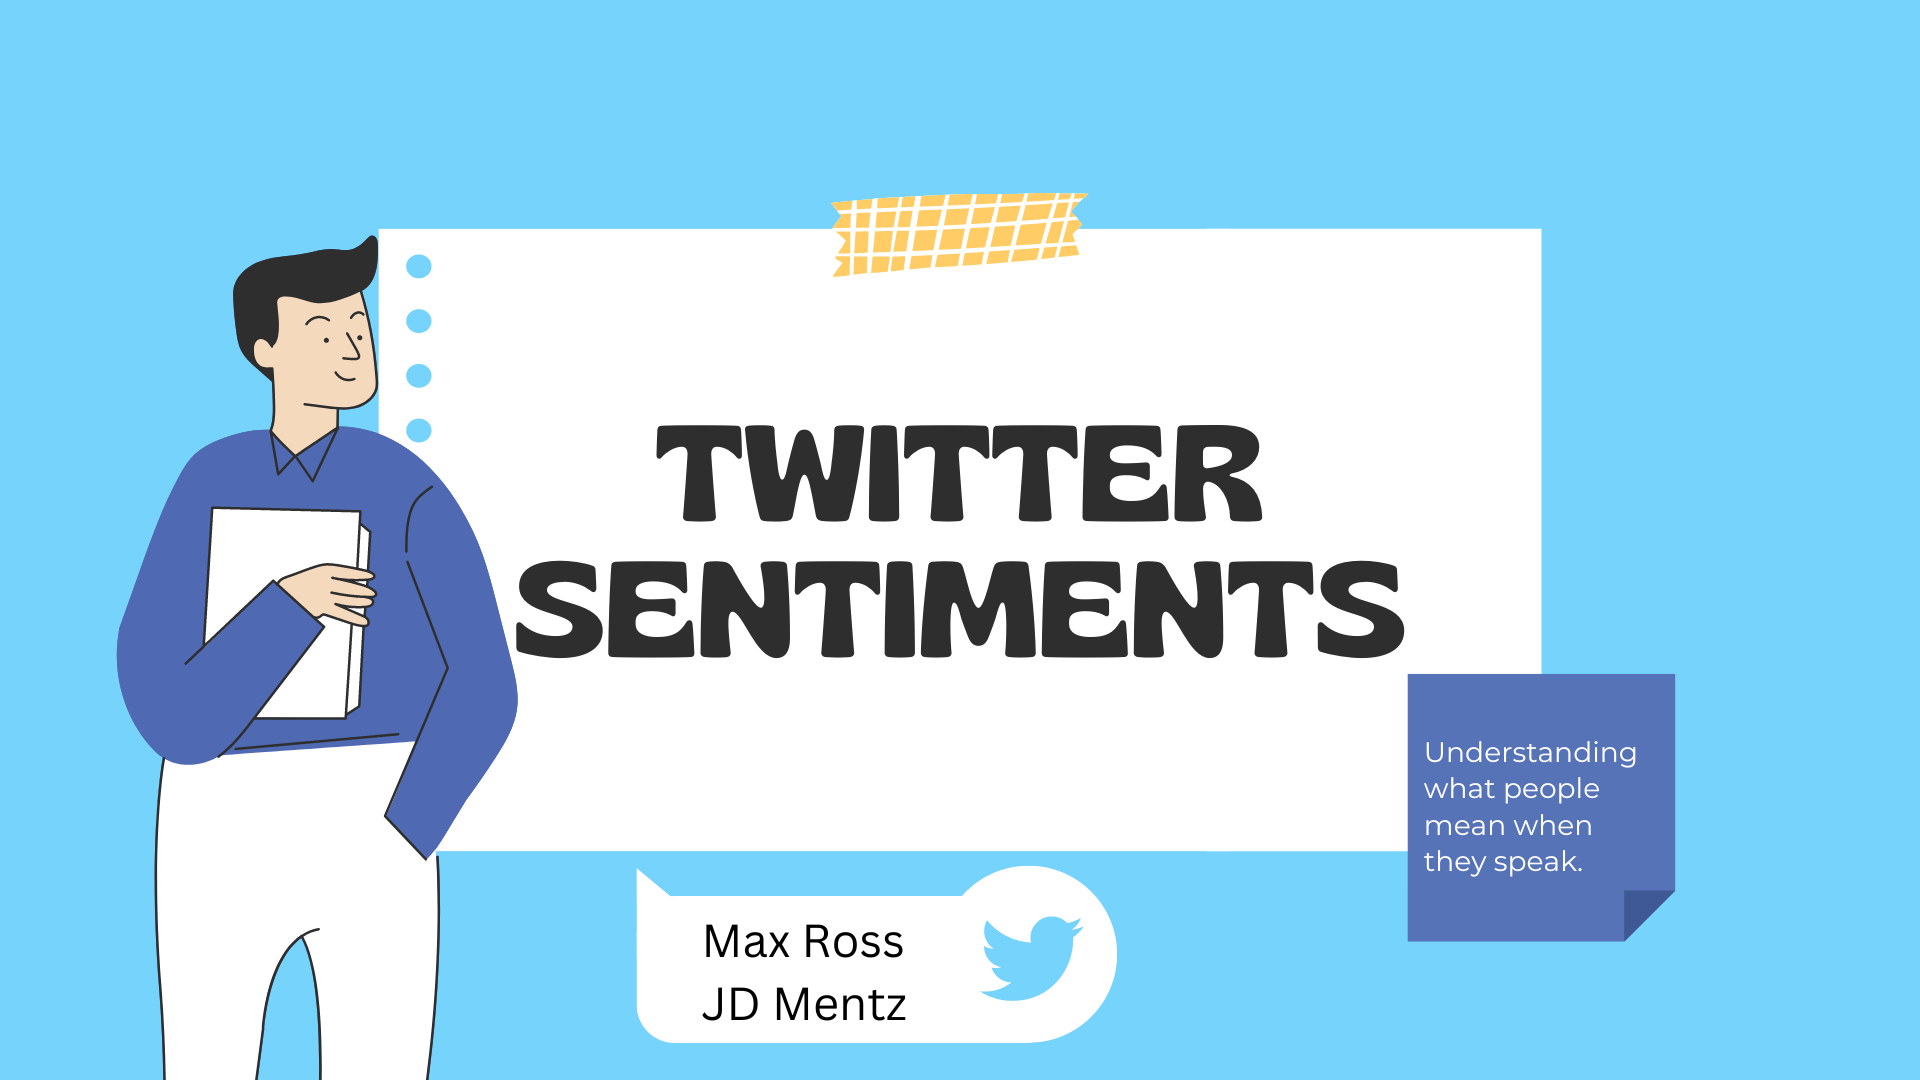 TWITTER
SENTIMENTS
Understanding
what people
mean when
they speak.
Max Ross
JD Mentz